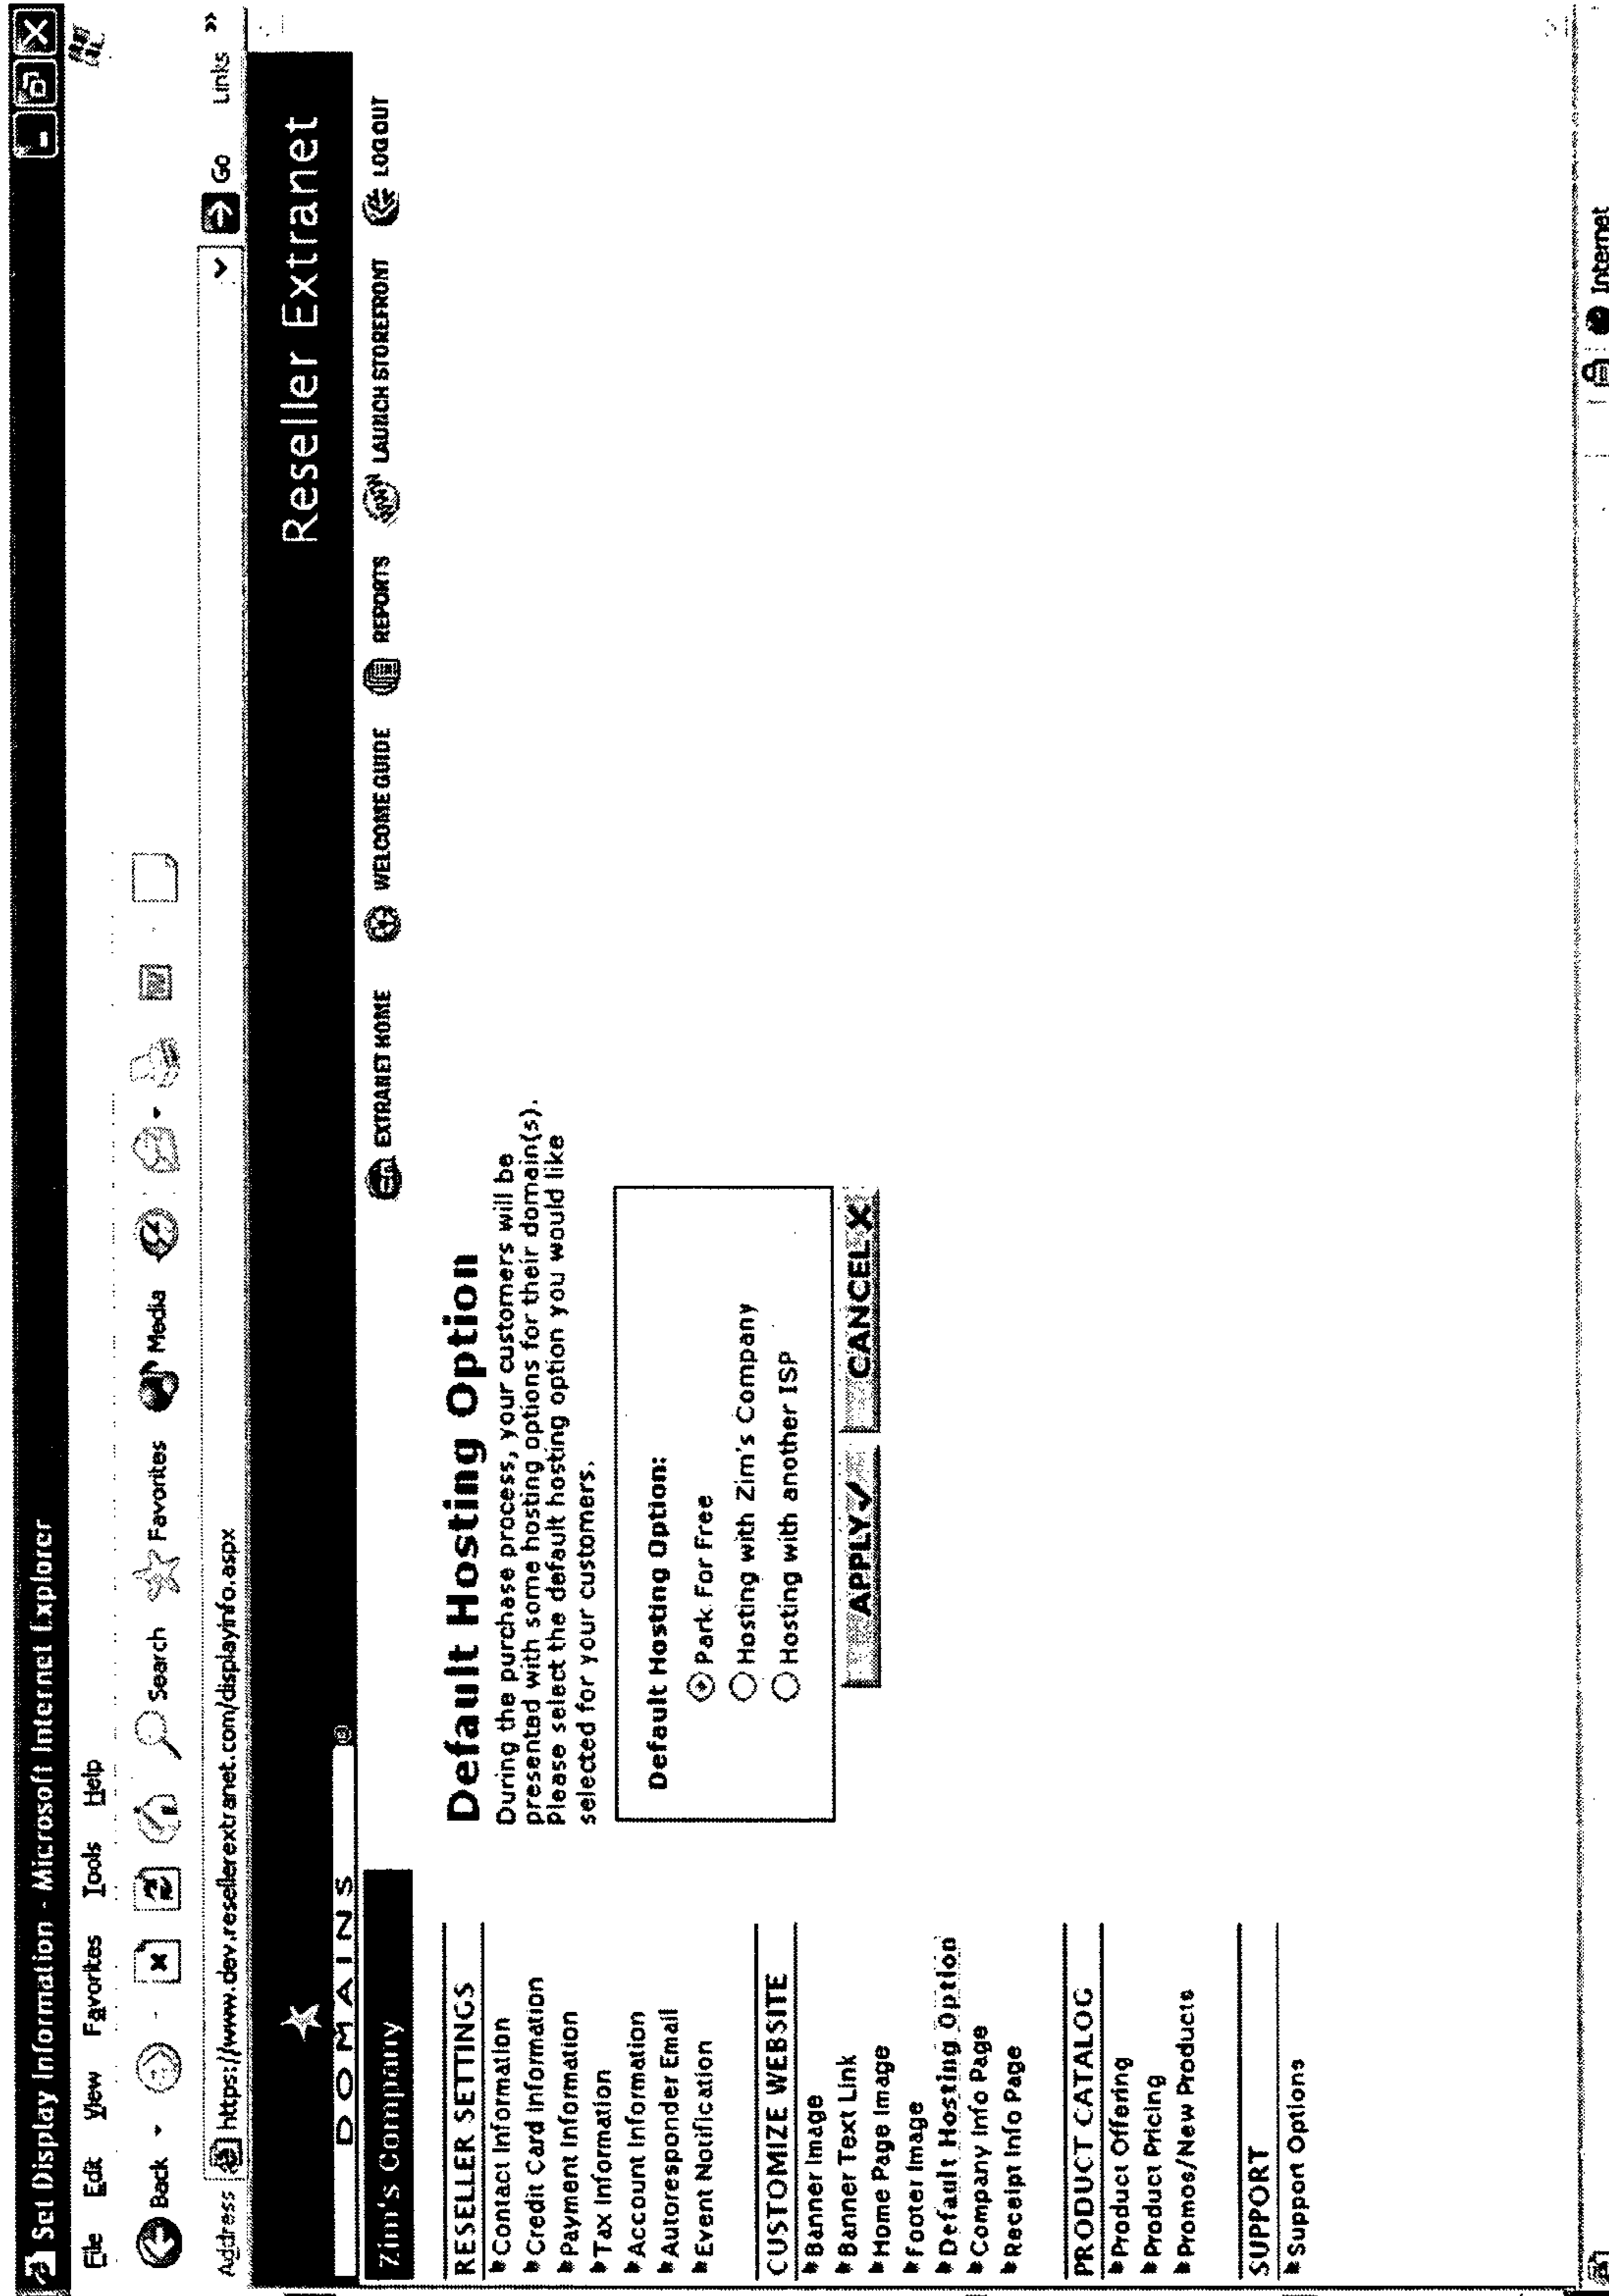 Set Display Information - Microsoft Internet Explorer
File Edit View Favorites Tools Help
Back Search Favorites Media
Address https://www.dev.resellerextranet.com/displayinfo.aspx Go Links »
Reseller Extranet
DOMAINS
Zim's Company
EXTRANET HOME WELCOME GUIDE REPORTS WWW LAUNCH STOREFRONT LOGOUT
RESELLER SETTINGS
Contact Information
Credit Card Information
Payment Information
Tax Information
Account Information
Autoresponder Email
Event Notification
CUSTOMIZE WEBSITE
Banner Image
Banner Text Link
Home Page Image
Footer Image
Default Hosting Option
Company Info Page
Receipt Info Page
PRODUCT CATALOG
Product Offering
Product Pricing
Promos/New Products
SUPPORT
Support Options
Default Hosting Option
During the purchase process, your customers will be
presented with some hosting options for their domain(s).
Please select the default hosting option you would like
selected for your customers.
Default Hosting Option:
Park For Free
Hosting with Zim's Company
Hosting with another ISP
APPLY CANCEL
Internet